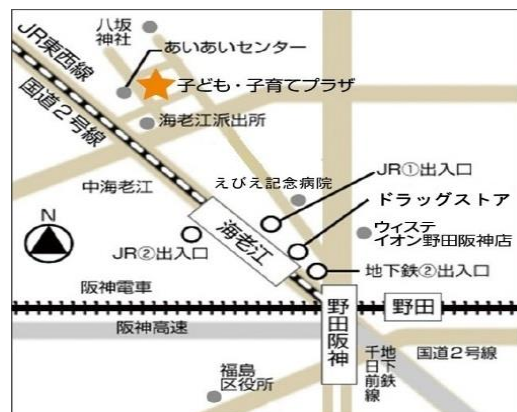 八坂
神社
あいあいセンター
子ども・子育てプラザ
JR東西線
国道2号線
海老江派出所
中海老江
えびえ記念病院
JR①出入口
ドラッグストア
N
海老江
ウィステ
イオン野田阪神店
JR②出入口
地下鉄②出入口
阪神電車
野田阪神
野田
阪神高速
千日前線
地下鉄
国道2号線
福島
区役所